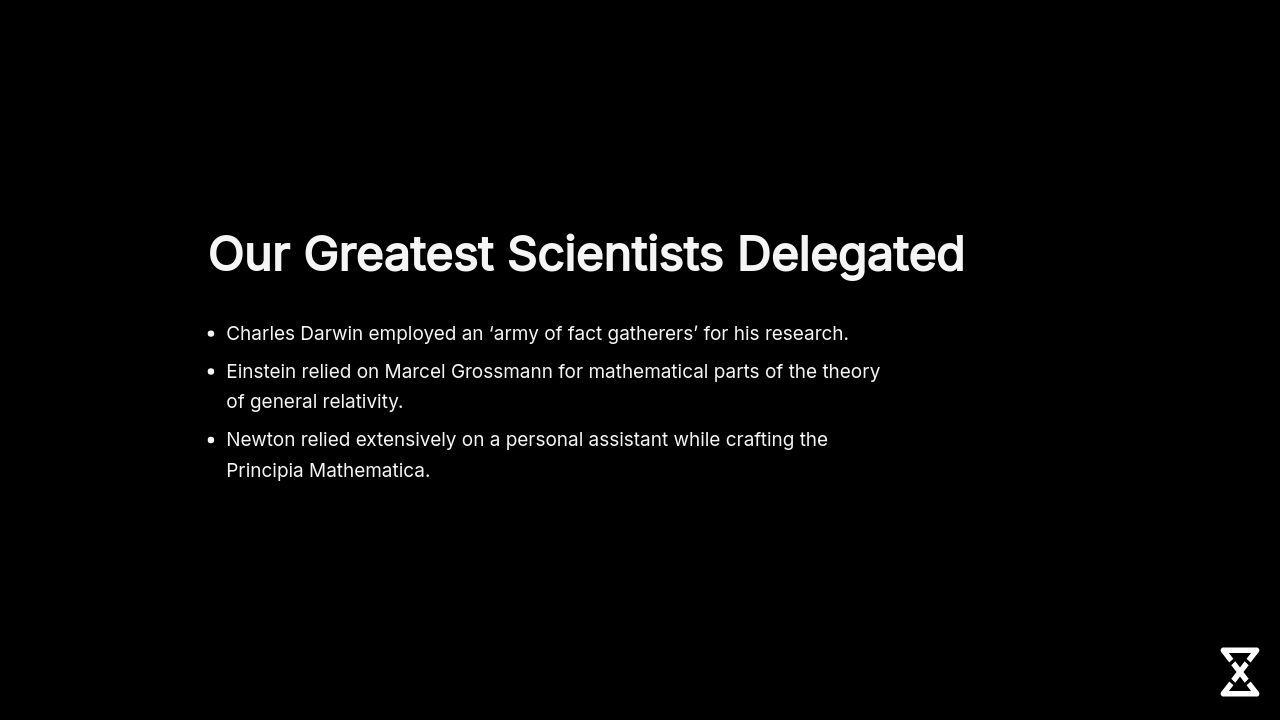 Our Greatest Scientists Delegated
• Charles Darwin employed an ‘army of fact gatherers’ for his research.
• Einstein relied on Marcel Grossmann for mathematical parts of the theory
of general relativity.
• Newton relied extensively on a personal assistant while crafting the
Principia Mathematica.